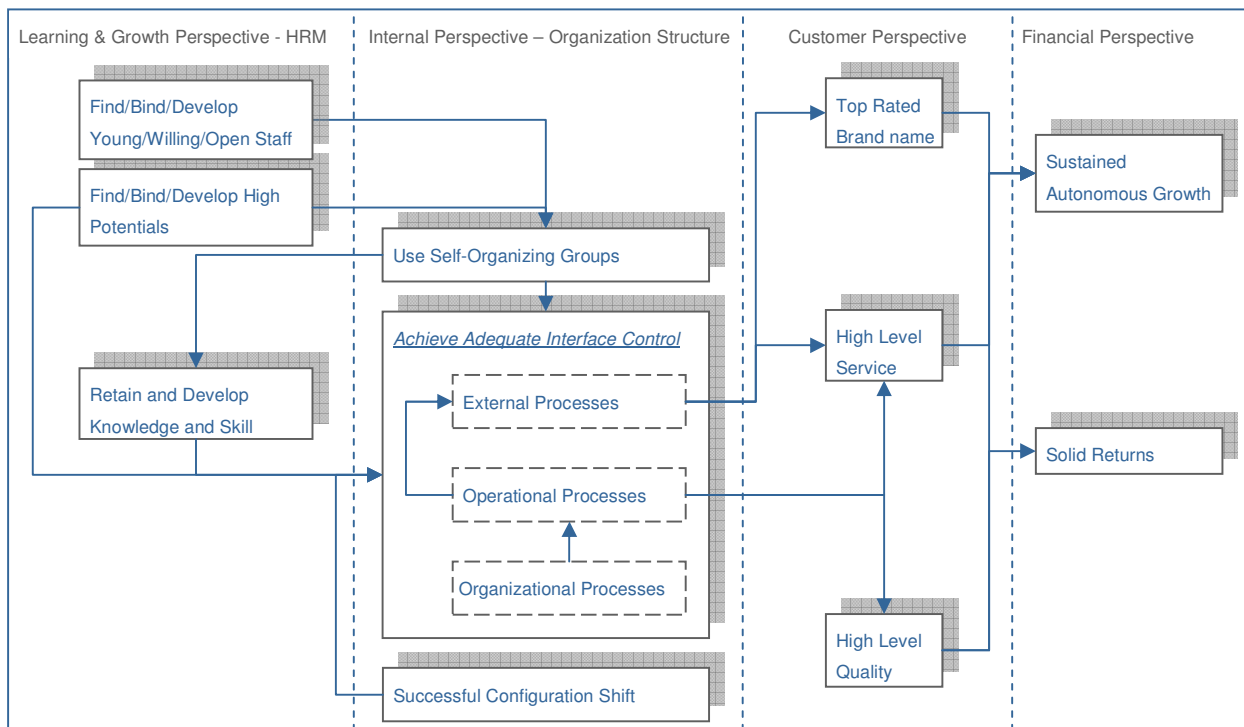 Learning & Growth Perspective - HRM
Internal Perspective – Organization Structure
Customer Perspective
Financial Perspective
Find/Bind/Develop
Young/Willing/Open Staff
Find/Bind/Develop High
Potentials
Retain and Develop
Knowledge and Skill
Use Self-Organizing Groups
Achieve Adequate Interface Control
External Processes
Operational Processes
Organizational Processes
Successful Configuration Shift
Top Rated
Brand name
High Level
Service
High Level
Quality
Sustained
Autonomous Growth
Solid Returns